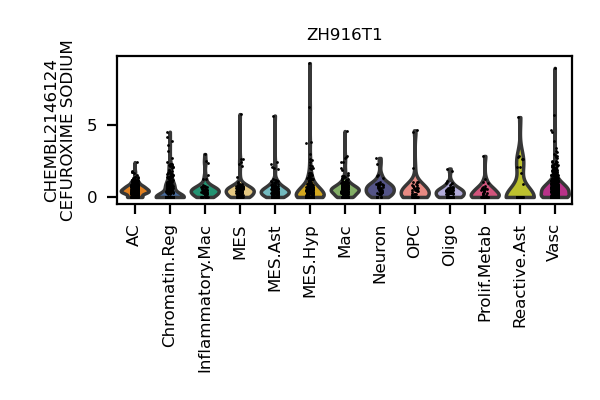 ZH916T1
CHEMBL2146124
CEFUROXIME SODIUM
5
0
AC
Chromatin.Reg
Inflammatory.Mac
MES
MES.Ast
MES.Hyp
Mac
Neuron
OPC
Oligo
Prolif.Metab
Reactive.Ast
Vasc